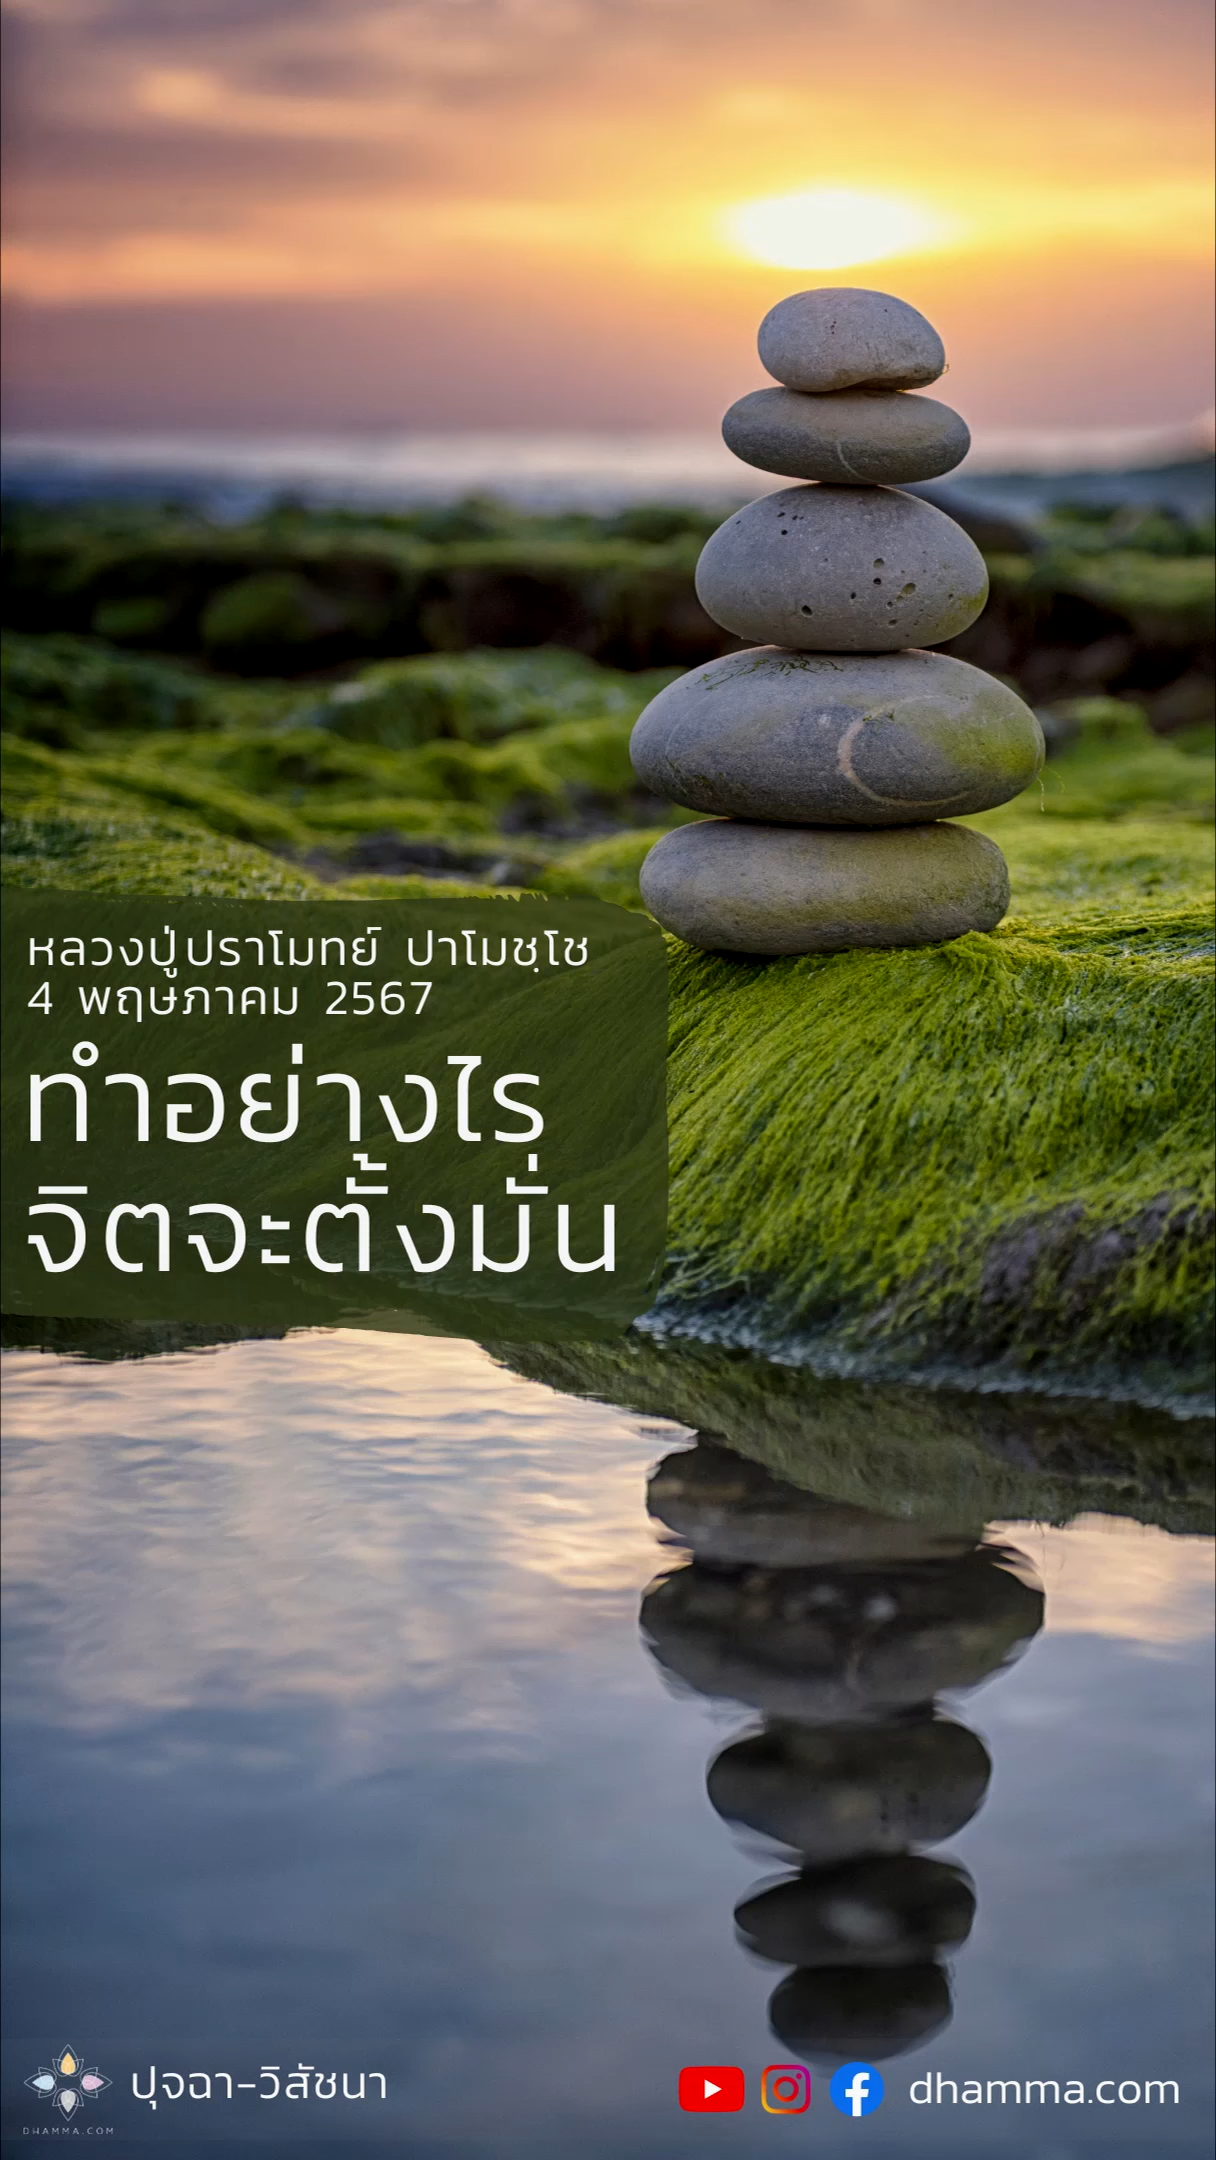 หลวงปู่ปราโมทย์ ปาโมชฺโช
4 พฤษภาคม 2567
ทำอย่างไร
จิตจะตั้งมั่น
ปุจฉา-วิสัชนา
DHAMMA.COM
dhamma.com